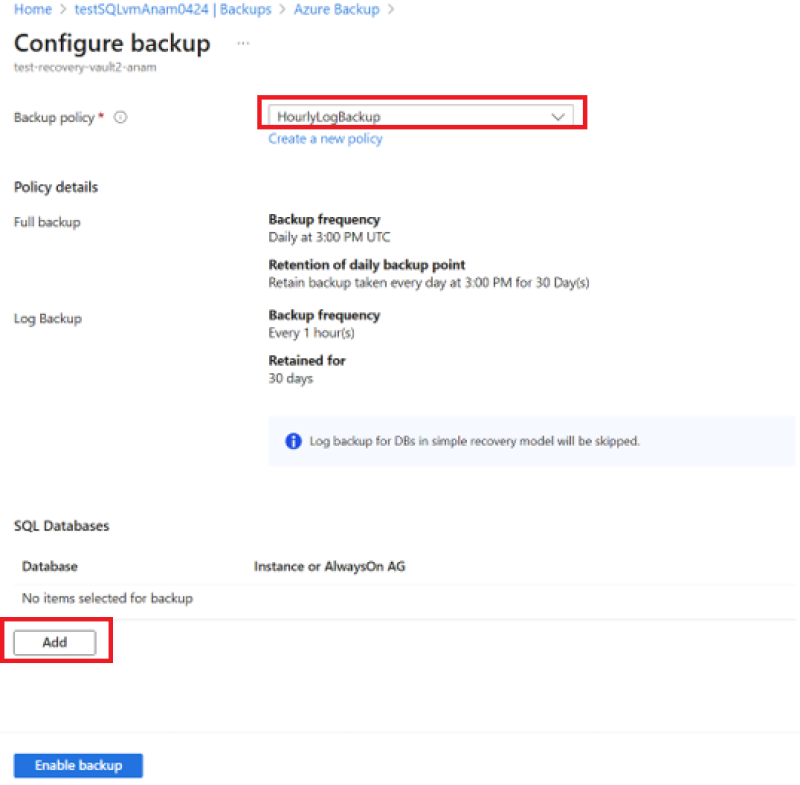 Home > testSQLvmAnam0424 | Backups > Azure Backup >
Configure backup ...
test-recovery-vault2-anam
Backup policy *
HourlyLogBackup
Create a new policy
Policy details
Full backup
Backup frequency
Daily at 3:00 PM UTC
Retention of daily backup point
Retain backup taken every day at 3:00 PM for 30 Day(s)
Log Backup
Backup frequency
Every 1 hour(s)
Retained for
30 days
Log backup for DBs in simple recovery model will be skipped.
SQL Databases
Database Instance or AlwaysOn AG
No items selected for backup
Add
Enable backup